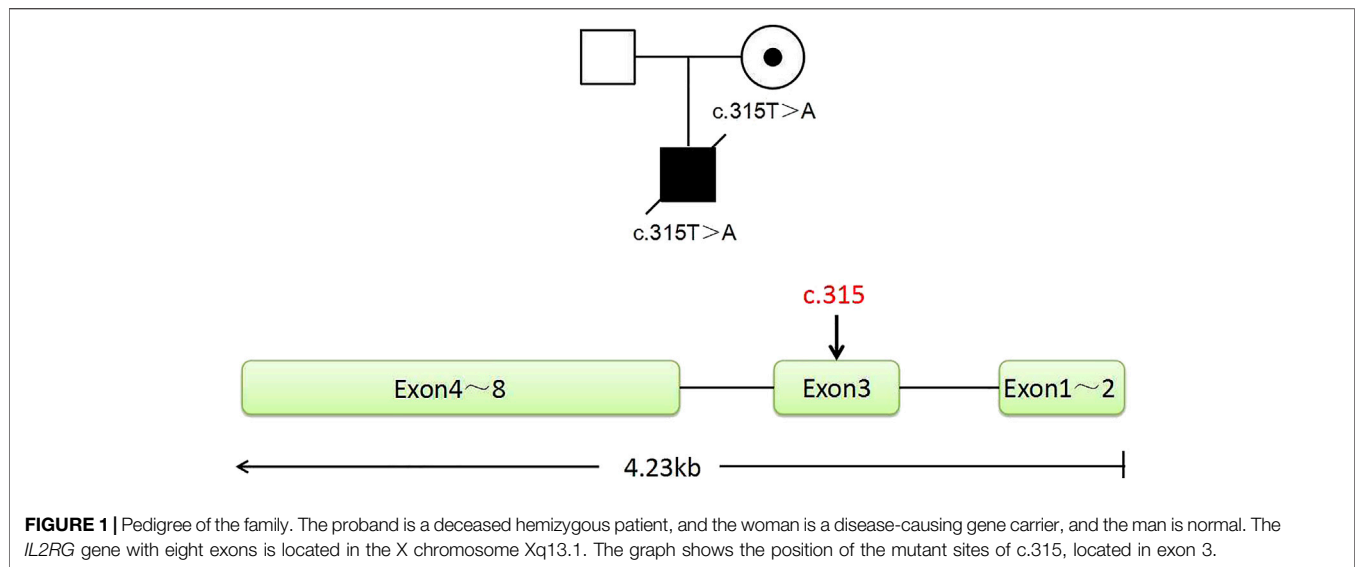 c.315T＞A
c.315T＞A
c.315
Exon4～8
Exon3
Exon1～2
4.23kb
FIGURE 1 | Pedigree of the family. The proband is a deceased hemizygous patient, and the woman is a disease-causing gene carrier, and the man is normal. The
IL2RG gene with eight exons is located in the X chromosome Xq13.1. The graph shows the position of the mutant sites of c.315, located in exon 3.